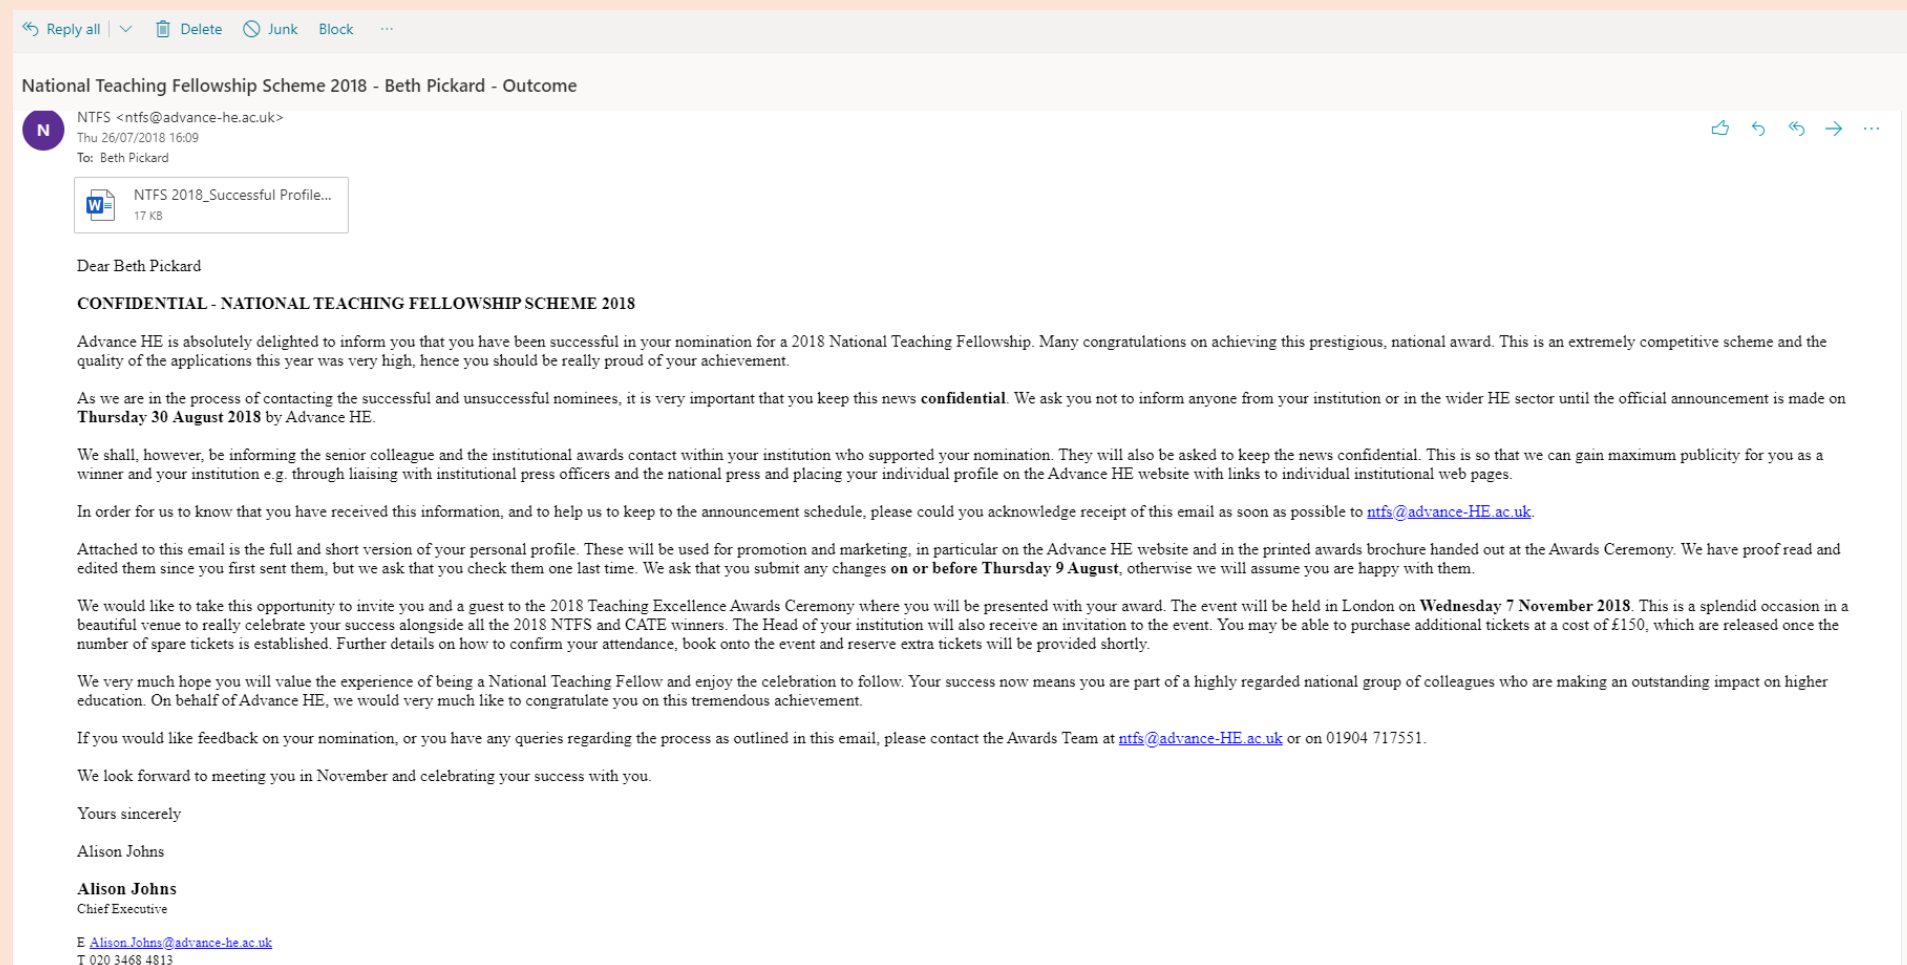 Reply all Delete Junk Block ...
National Teaching Fellowship Scheme 2018 - Beth Pickard - Outcome
N
NTFS <ntfs@advance-he.ac.uk>
Thu 26/07/2018 16:09
To: Beth Pickard
NTFS 2018_Successful Profile...
17 KB
Dear Beth Pickard
CONFIDENTIAL - NATIONAL TEACHING FELLOWSHIP SCHEME 2018
Advance HE is absolutely delighted to inform you that you have been successful in your nomination for a 2018 National Teaching Fellowship. Many congratulations on achieving this prestigious, national award. This is an extremely competitive scheme and the
quality of the applications this year was very high, hence you should be really proud of your achievement.
As we are in the process of contacting the successful and unsuccessful nominees, it is very important that you keep this news confidential. We ask you not to inform anyone from your institution or in the wider HE sector until the official announcement is made on
Thursday 30 August 2018 by Advance HE.
We shall, however, be informing the senior colleague and the institutional awards contact within your institution who supported your nomination. They will also be asked to keep the news confidential. This is so that we can gain maximum publicity for you as a
winner and your institution e.g. through liaising with institutional press officers and the national press and placing your individual profile on the Advance HE website with links to individual institutional web pages.
In order for us to know that you have received this information, and to help us to keep to the announcement schedule, please could you acknowledge receipt of this email as soon as possible to ntfs@advance-HE.ac.uk.
Attached to this email is the full and short version of your personal profile. These will be used for promotion and marketing, in particular on the Advance HE website and in the printed awards brochure handed out at the Awards Ceremony. We have proof read and
edited them since you first sent them, but we ask that you check them one last time. We ask that you submit any changes on or before Thursday 9 August, otherwise we will assume you are happy with them.
We would like to take this opportunity to invite you and a guest to the 2018 Teaching Excellence Awards Ceremony where you will be presented with your award. The event will be held in London on Wednesday 7 November 2018. This is a splendid occasion in a
beautiful venue to really celebrate your success alongside all the 2018 NTFS and CATE winners. The Head of your institution will also receive an invitation to the event. You may be able to purchase additional tickets at a cost of £150, which are released once the
number of spare tickets is established. Further details on how to confirm your attendance, book onto the event and reserve extra tickets will be provided shortly.
We very much hope you will value the experience of being a National Teaching Fellow and enjoy the celebration to follow. Your success now means you are part of a highly regarded national group of colleagues who are making an outstanding impact on higher
education. On behalf of Advance HE, we would very much like to congratulate you on this tremendous achievement.
If you would like feedback on your nomination, or you have any queries regarding the process as outlined in this email, please contact the Awards Team at ntfs@advance-HE.ac.uk or on 01904 717551.
We look forward to meeting you in November and celebrating your success with you.
Yours sincerely
Alison Johns
Alison Johns
Chief Executive
E Alison.Johns@advance-he.ac.uk
T 020 3468 4813